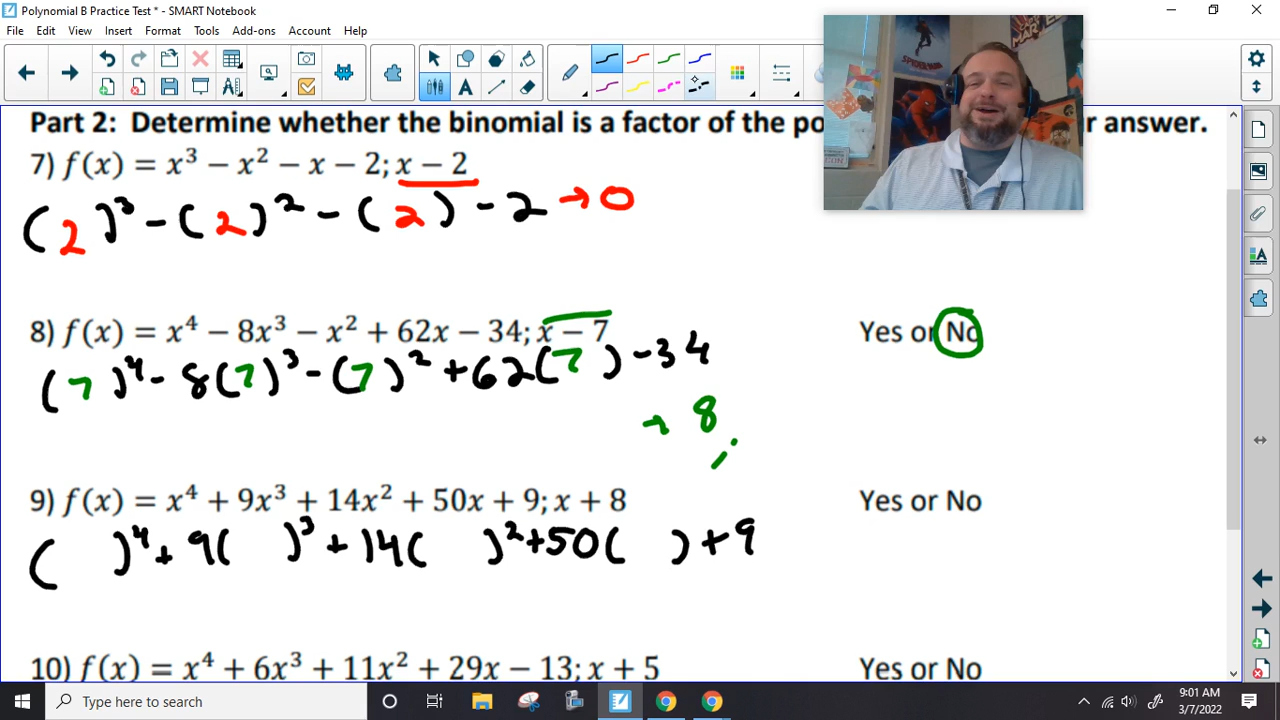 Polynomial B Practice Test * - SMART Notebook
File Edit View Insert Format Add-ons Account Help
Part 2: Determine whether the binomial is a factor of the po r answer.
7) f(x) = x³ − x² − x − 2; x − 2
(2)³ − (2)² − (2) − 2 → 0
8) f(x) = x⁴ − 8x³ − x² + 62x − 34; x − 7 Yes or No
(7)⁴ − 8(7)³ − (7)² + 62(7) − 34
→ 8
9) f(x) = x⁴ + 9x³ + 14x² + 50x + 9; x + 8 Yes or No
( )⁴ + 9( )³ + 14( )² + 50( ) + 9
10) f(x) = x⁴ + 6x³ + 11x² + 29x − 13; x + 5 Yes or No
Type here to search
9:01 AM
3/7/2022